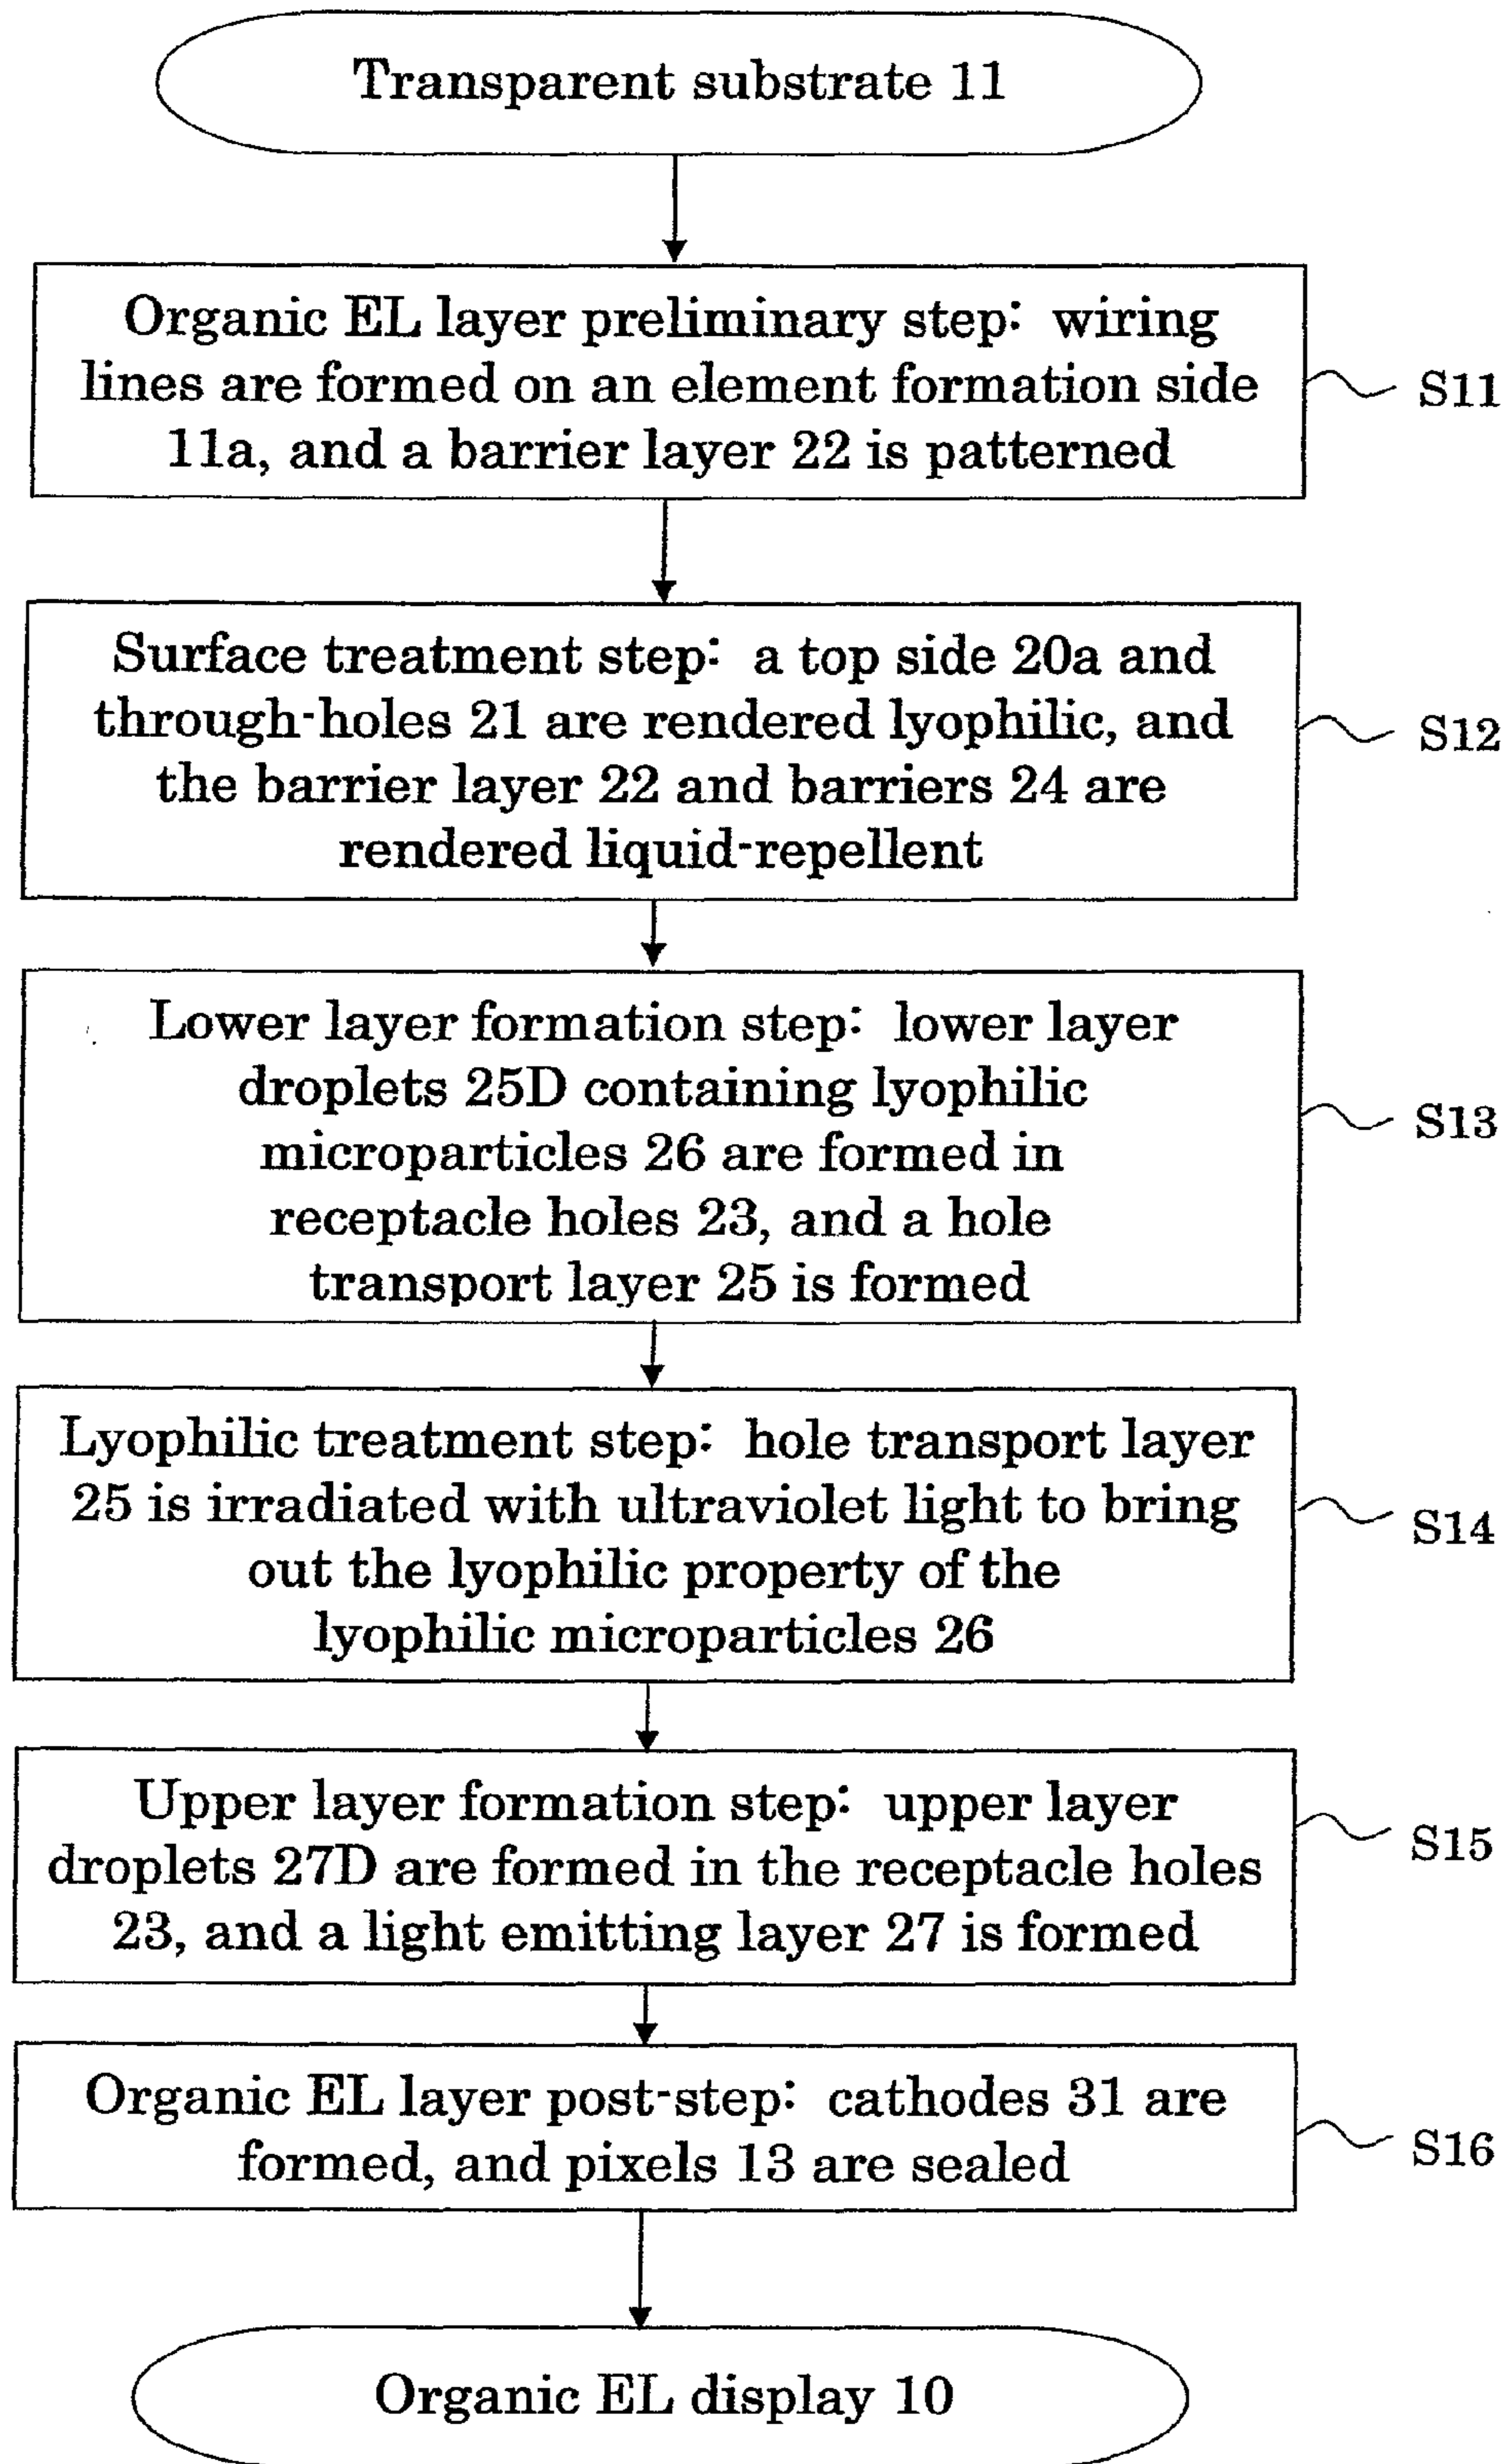 Transparent substrate 11
Organic EL layer preliminary step: wiring
lines are formed on an element formation side
11a, and a barrier layer 22 is patterned
S11
Surface treatment step: a top side 20a and
through-holes 21 are rendered lyophilic, and
the barrier layer 22 and barriers 24 are
rendered liquid-repellent
S12
Lower layer formation step: lower layer
droplets 25D containing lyophilic
microparticles 26 are formed in
receptacle holes 23, and a hole
transport layer 25 is formed
S13
Lyophilic treatment step: hole transport layer
25 is irradiated with ultraviolet light to bring
out the lyophilic property of the
lyophilic microparticles 26
S14
Upper layer formation step: upper layer
droplets 27D are formed in the receptacle holes
23, and a light emitting layer 27 is formed
S15
Organic EL layer post-step: cathodes 31 are
formed, and pixels 13 are sealed
S16
Organic EL display 10